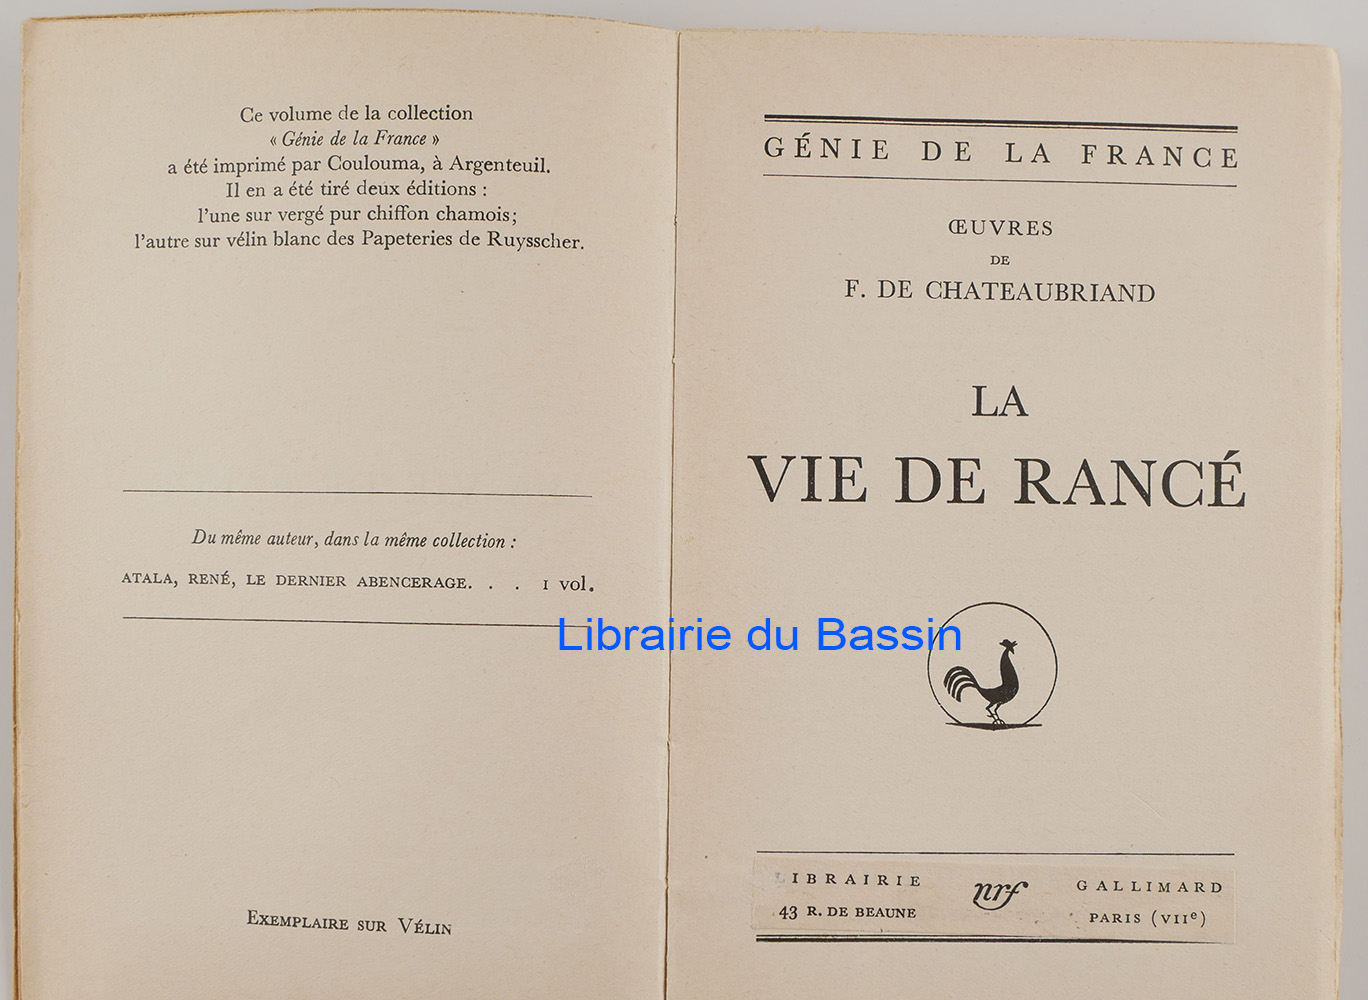 Ce volume de la collection
« Génie de la France »
a été imprimé par Coulouma, à Argenteuil.
Il en a été tiré deux éditions :
l'une sur vergé pur chiffon chamois;
l'autre sur vélin blanc des Papeteries de Ruysscher.
Du même auteur, dans la même collection :
ATALA, RENÉ, LE DERNIER ABENCERAGE. . . 1 vol.
EXEMPLAIRE SUR VÉLIN
GÉNIE DE LA FRANCE
ŒUVRES
DE
F. DE CHATEAUBRIAND
LA
VIE DE RANCÉ
Librairie du Bassin
LIBRAIRIE nrf GALLIMARD
43 R. DE BEAUNE PARIS (VIIe)